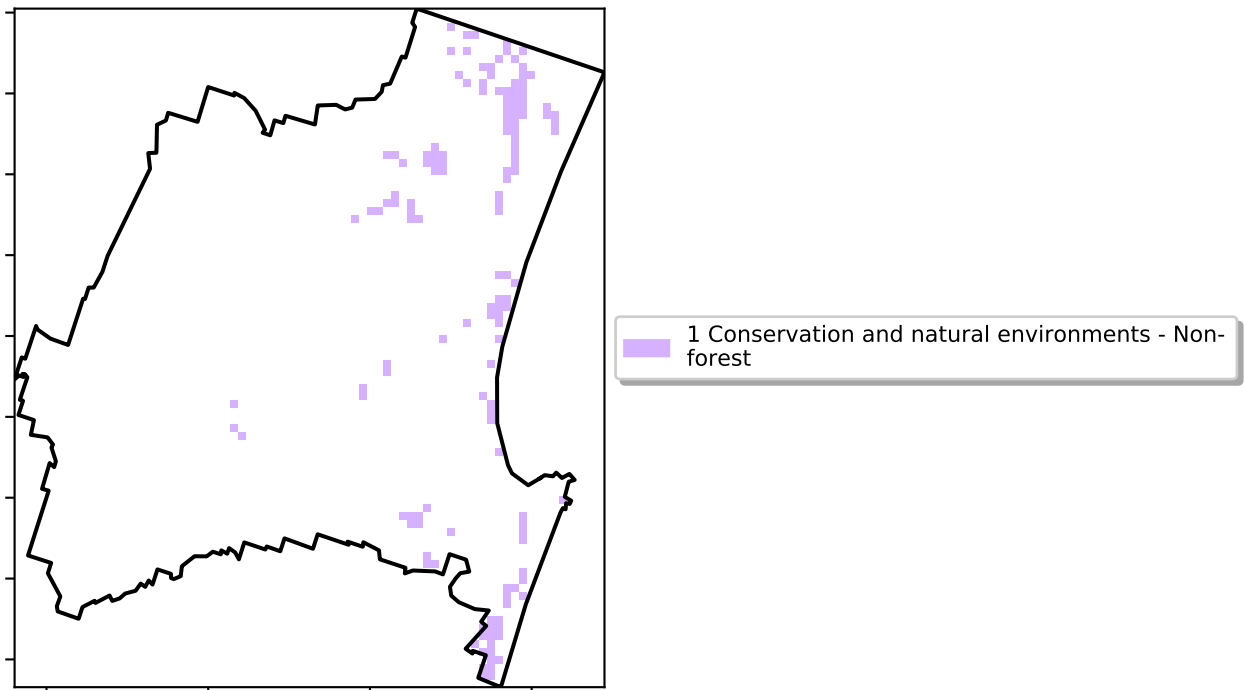 1 Conservation and natural environments - Non-
forest